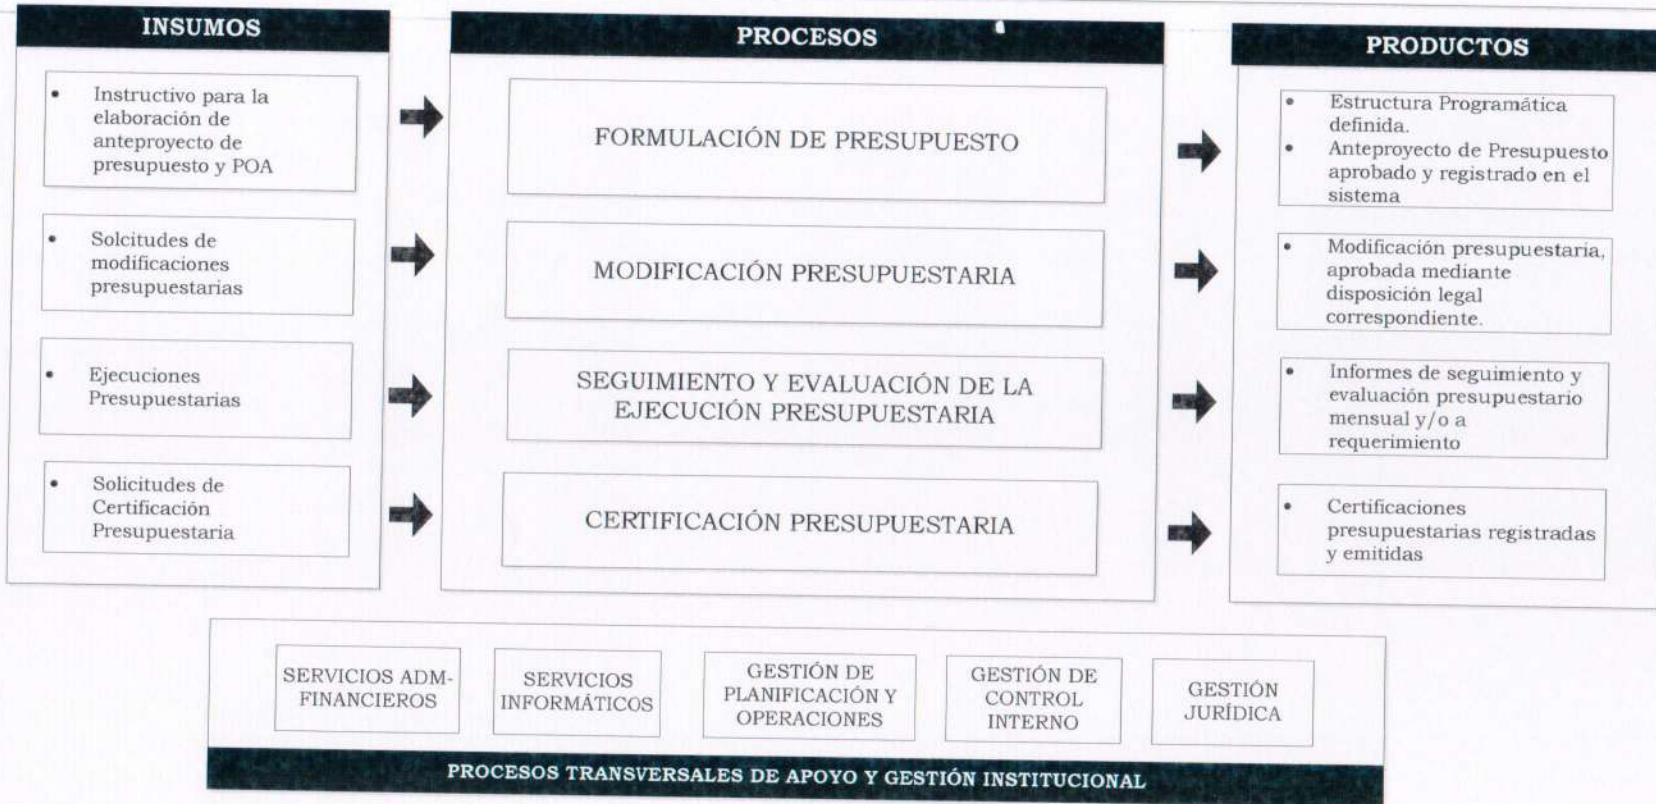 INSUMOS
• Instructivo para la
elaboración de
anteproyecto de
presupuesto y POA
• Solcitudes de
modificaciones
presupuestarias
• Ejecuciones
Presupuestarias
• Solicitudes de
Certificación
Presupuestaria
PROCESOS
FORMULACIÓN DE PRESUPUESTO
MODIFICACIÓN PRESUPUESTARIA
SEGUIMIENTO Y EVALUACIÓN DE LA
EJECUCIÓN PRESUPUESTARIA
CERTIFICACIÓN PRESUPUESTARIA
PRODUCTOS
• Estructura Programática
definida.
• Anteproyecto de Presupuesto
aprobado y registrado en el
sistema
• Modificación presupuestaria,
aprobada mediante
disposición legal
correspondiente.
• Informes de seguimiento y
evaluación presupuestario
mensual y/o a
requerimiento
• Certificaciones
presupuestarias registradas
y emitidas
SERVICIOS ADM-
FINANCIEROS
SERVICIOS
INFORMÁTICOS
GESTIÓN DE
PLANIFICACIÓN Y
OPERACIONES
GESTIÓN DE
CONTROL
INTERNO
GESTIÓN
JURÍDICA
PROCESOS TRANSVERSALES DE APOYO Y GESTIÓN INSTITUCIONAL